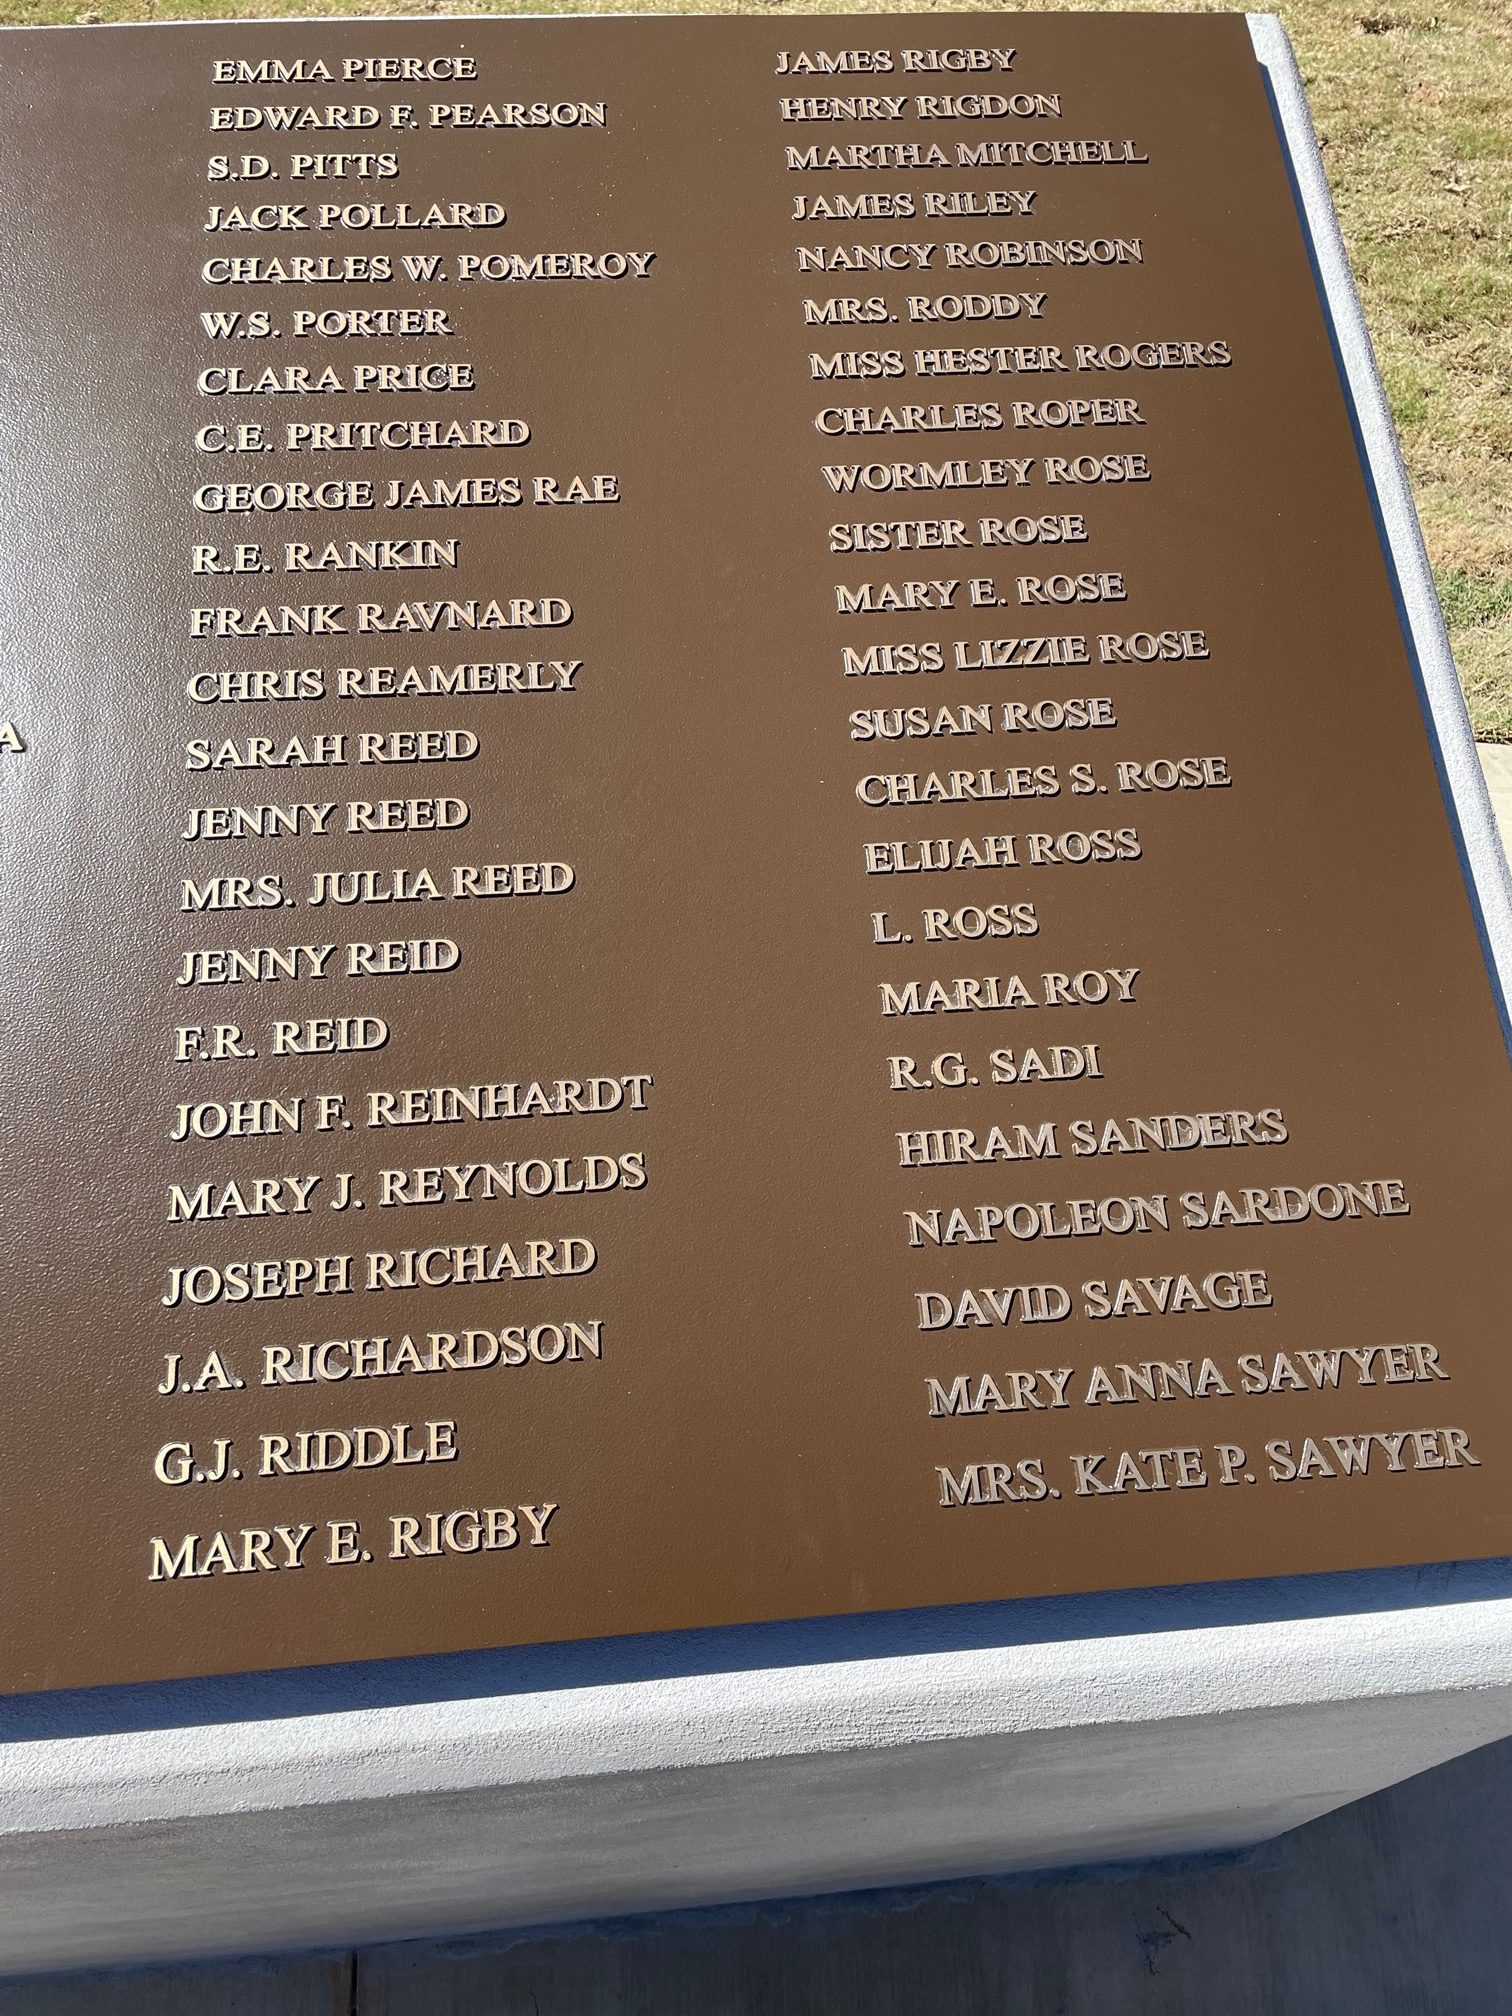 A
EMMA PIERCE
EDWARD F. PEARSON
S.D. PITTS
JACK POLLARD
CHARLES W. POMEROY
W.S. PORTER
CLARA PRICE
C.E. PRITCHARD
GEORGE JAMES RAE
R.E. RANKIN
FRANK RAVNARD
CHRIS REAMERLY
SARAH REED
JENNY REED
MRS. JULIA REED
JENNY REID
F.R. REID
JOHN F. REINHARDT
MARY J. REYNOLDS
JOSEPH RICHARD
J.A. RICHARDSON
G.J. RIDDLE
MARY E. RIGBY
JAMES RIGBY
HENRY RIGDON
MARTHA MITCHELL
JAMES RILEY
NANCY ROBINSON
MRS. RODDY
MISS HESTER ROGERS
CHARLES ROPER
WORMLEY ROSE
SISTER ROSE
MARY E. ROSE
MISS LIZZIE ROSE
SUSAN ROSE
CHARLES S. ROSE
ELIJAH ROSS
L. ROSS
MARIA ROY
R.G. SADI
HIRAM SANDERS
NAPOLEON SARDONE
DAVID SAVAGE
MARY ANNA SAWYER
MRS. KATE P. SAWYER